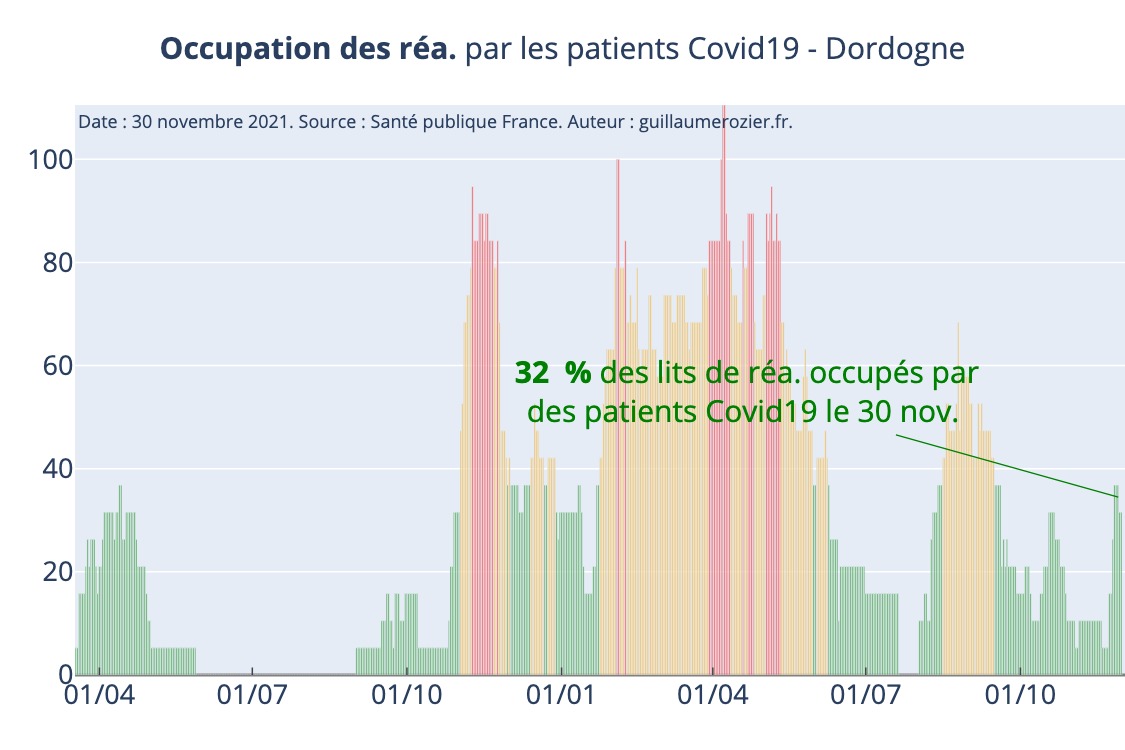 Occupation des réa. par les patients Covid19 - Dordogne
Date : 30 novembre 2021. Source : Santé publique France. Auteur : guillaumerozier.fr.
100
80
60
32 % des lits de réa. occupés par
des patients Covid19 le 30 nov.
40
20
0
01/04 01/07 01/10 01/01 01/04 01/07 01/10